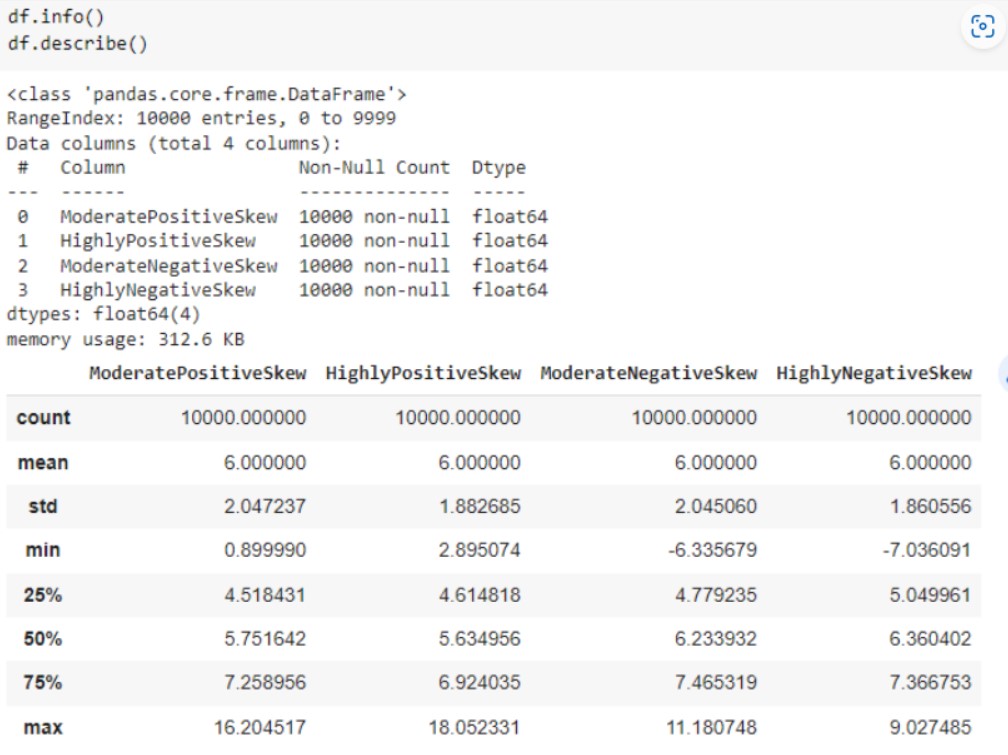 df.info()
df.describe()
<class 'pandas.core.frame.DataFrame'>
RangeIndex: 10000 entries, 0 to 9999
Data columns (total 4 columns):
#   Column   Non-Null Count   Dtype
---   ------   --------------   -----
0   ModeratePositiveSkew   10000 non-null   float64
1   HighlyPositiveSkew   10000 non-null   float64
2   ModerateNegativeSkew   10000 non-null   float64
3   HighlyNegativeSkew   10000 non-null   float64
dtypes: float64(4)
memory usage: 312.6 KB
ModeratePositiveSkew   HighlyPositiveSkew   ModerateNegativeSkew   HighlyNegativeSkew
count   10000.000000   10000.000000   10000.000000   10000.000000
mean   6.000000   6.000000   6.000000   6.000000
std   2.047237   1.882685   2.045060   1.860556
min   0.899990   2.895074   -6.335679   -7.036091
25%   4.518431   4.614818   4.779235   5.049961
50%   5.751642   5.634956   6.233932   6.360402
75%   7.258956   6.924035   7.465319   7.366753
max   16.204517   18.052331   11.180748   9.027485